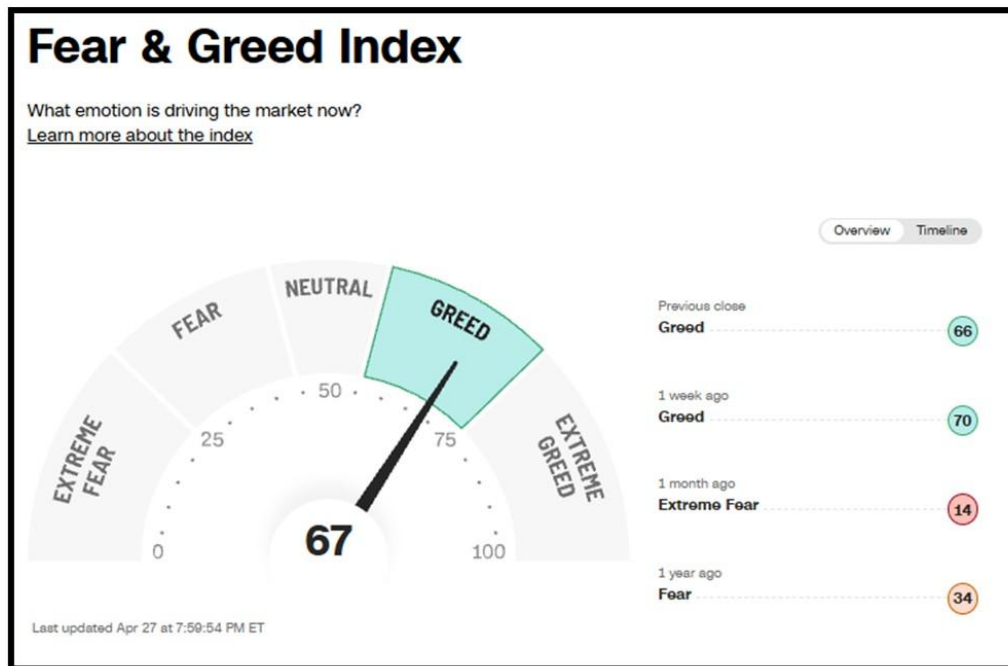 Fear & Greed Index
What emotion is driving the market now?
Learn more about the index
Overview Timeline
EXTREME
FEAR
FEAR
NEUTRAL
GREED
EXTREME
GREED
0
25
50
75
100
67
Previous close
Greed 66
1 week ago
Greed 70
1 month ago
Extreme Fear 14
1 year ago
Fear 34
Last updated Apr 27 at 7:59:54 PM ET